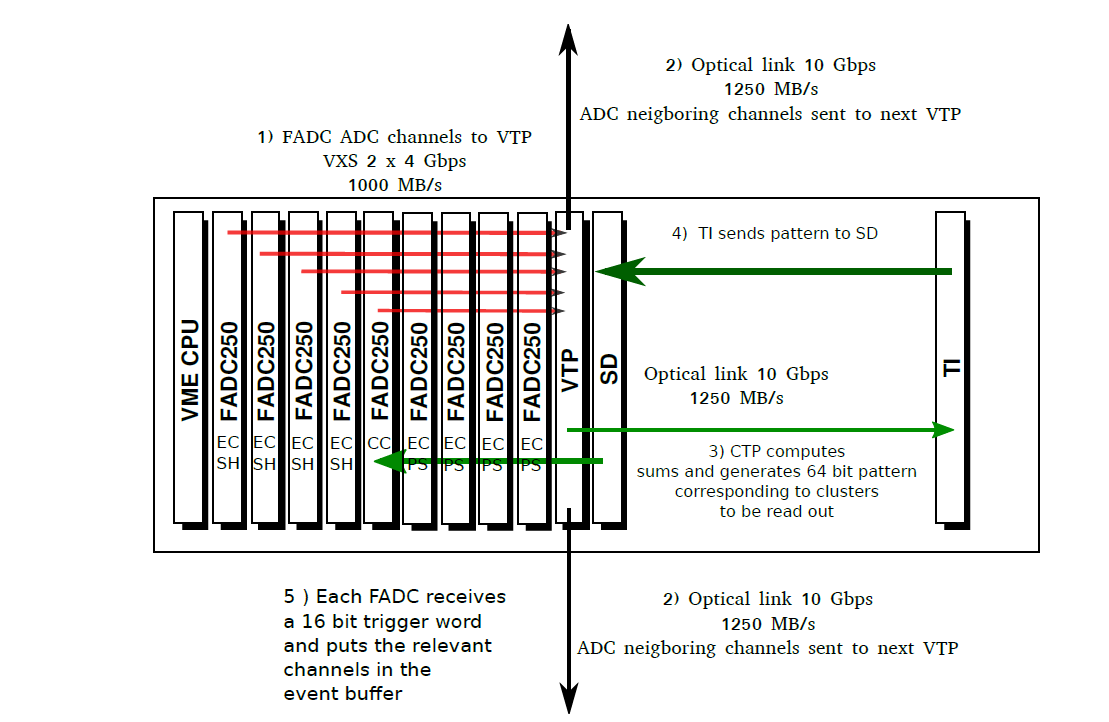 2) Optical link 10 Gbps
1250 MB/s
ADC neigboring channels sent to next VTP
1) FADC ADC channels to VTP
VXS 2 x 4 Gbps
1000 MB/s
4) TI sends pattern to SD
VME CPU
FADC250
FADC250
FADC250
FADC250
FADC250
FADC250
FADC250
FADC250
FADC250
VTP
SD
TI
EC
SH
EC
SH
EC
SH
EC
SH
CC
EC
PS
EC
PS
EC
PS
EC
PS
Optical link 10 Gbps
1250 MB/s
3) CTP computes
sums and generates 64 bit pattern
corresponding to clusters
to be read out
5 ) Each FADC receives
a 16 bit trigger word
and puts the relevant
channels in the
event buffer
2) Optical link 10 Gbps
1250 MB/s
ADC neigboring channels sent to next VTP